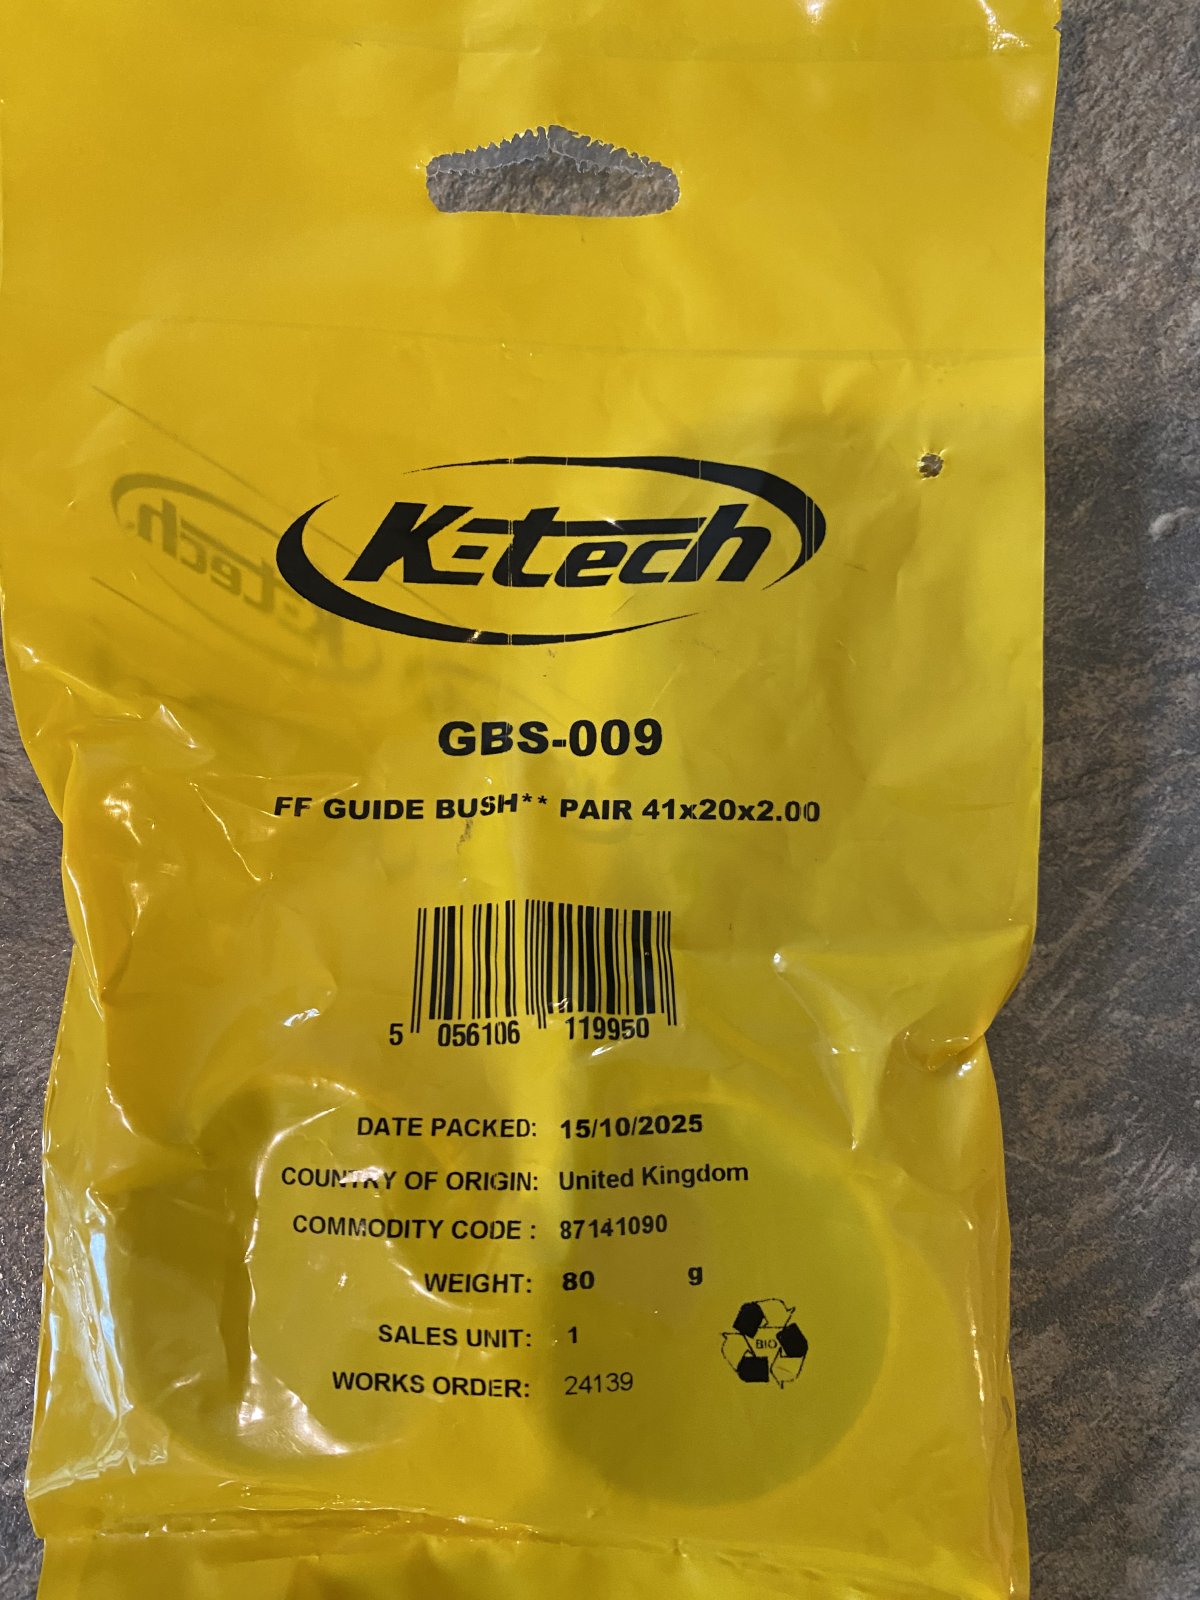 K-tech
GBS-009
FF GUIDE BUSH** PAIR 41x20x2.00
5 056106 119950
DATE PACKED: 15/10/2025
COUNTRY OF ORIGIN: United Kingdom
COMMODITY CODE : 87141090
WEIGHT: 80 g
SALES UNIT: 1
BIO
WORKS ORDER: 24139